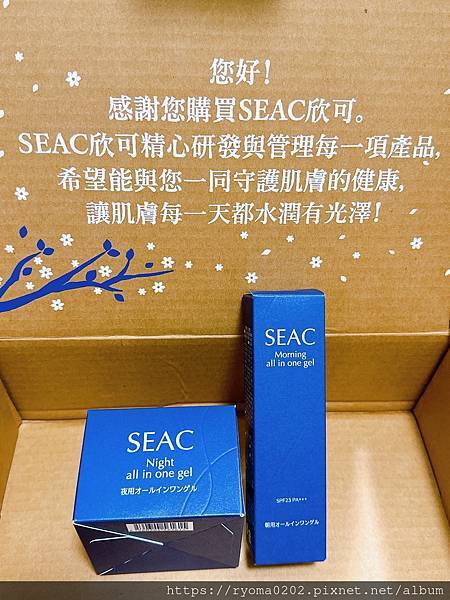 您好!
感謝您購買SEAC欣可。
SEAC欣可精心研發與管理每一項產品,
希望能與您一同守護肌膚的健康,
讓肌膚每一天都水潤有光澤!
SEAC
Night
all in one gel
夜用オールインワンゲル
SEAC
Morning
all in one gel
SPF23 PA+++
朝用オールインワンゲル
https://ryoma0202.pixnet.net/album